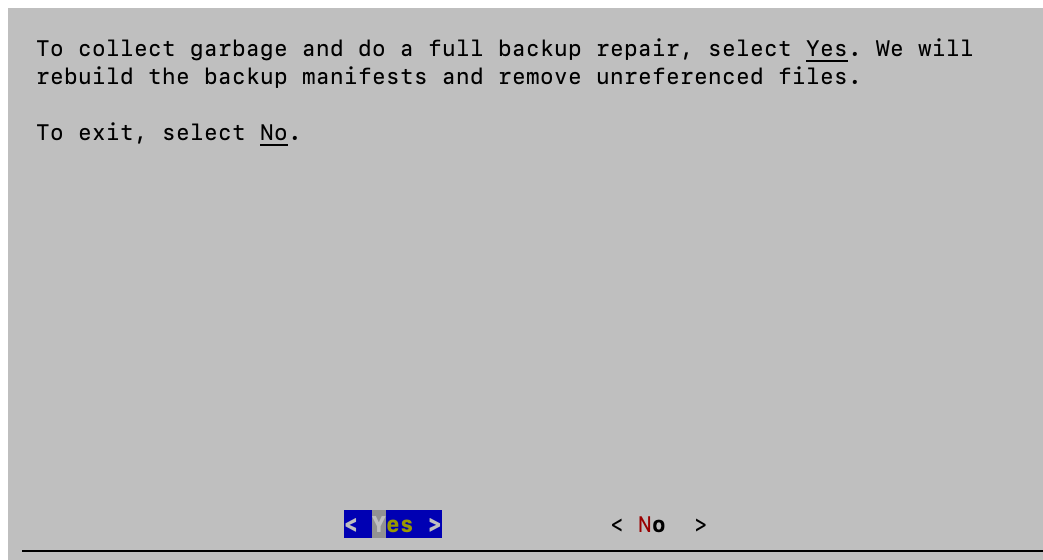 To collect garbage and do a full backup repair, select Yes. We will
rebuild the backup manifests and remove unreferenced files.
To exit, select No.
< Yes > < No >